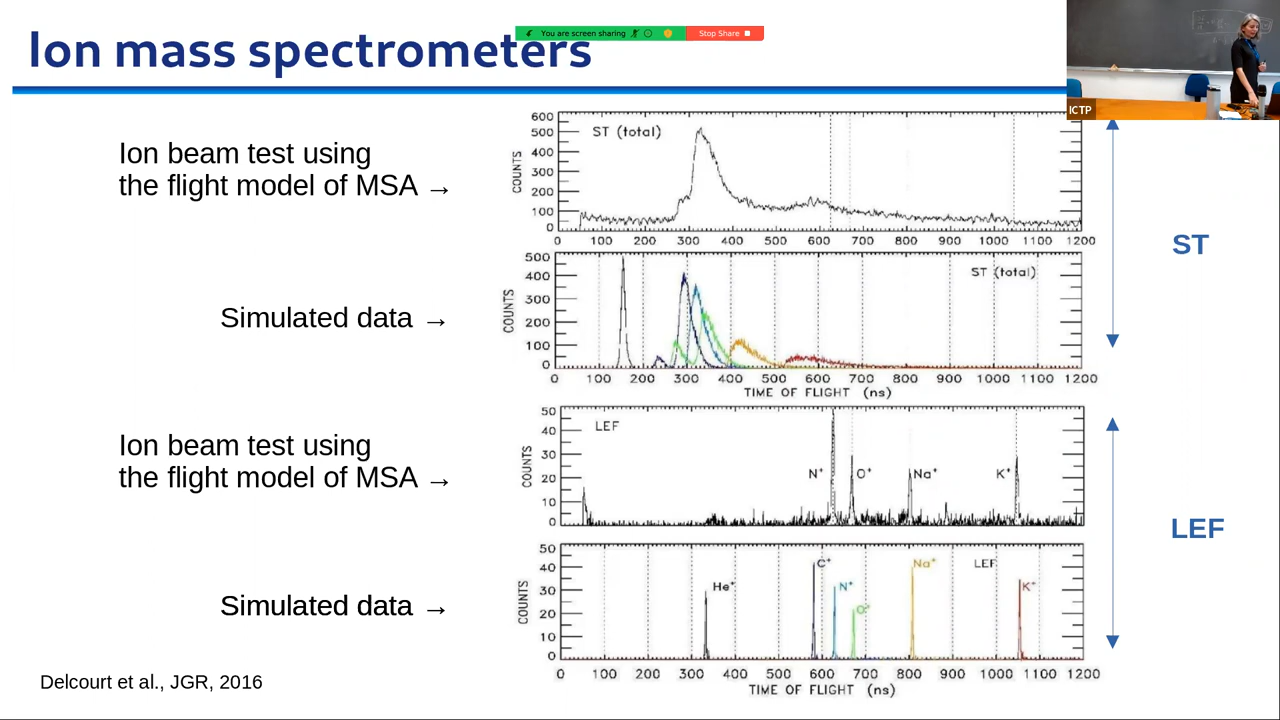 Ion mass spectrometers
You are screen sharing
Stop Share
ICTP
Ion beam test using
the flight model of MSA →
600
500
400
300
200
100
0
COUNTS
ST (total)
0 100 200 300 400 500 600 700 800 900 1000 1100 1200
ST
Simulated data →
500
400
300
200
100
0
COUNTS
ST (total)
0 100 200 300 400 500 600 700 800 900 1000 1100 1200
TIME OF FLIGHT (ns)
Ion beam test using
the flight model of MSA →
50
40
30
20
10
0
COUNTS
LEF
N⁺ O⁺ Na⁺ K⁺
LEF
Simulated data →
50
40
30
20
10
0
COUNTS
He⁺ C⁺ N⁺ O⁺ Na⁺ LEF K⁺
0 100 200 300 400 500 600 700 800 900 1000 1100 1200
TIME OF FLIGHT (ns)
Delcourt et al., JGR, 2016